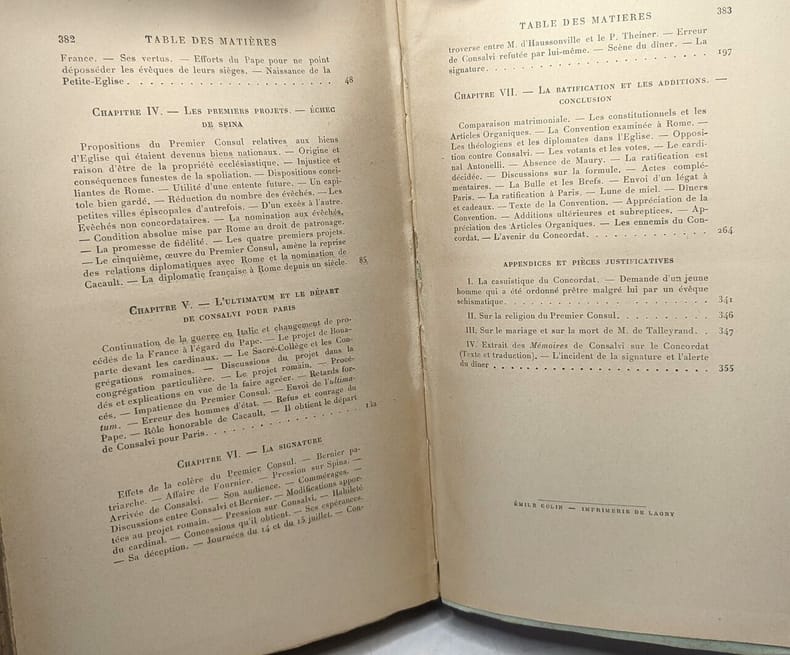 382 TABLE DES MATIÈRES
France. — Ses vertus. — Efforts du Pape pour ne point
déposséder les évêques de leurs sièges. — Naissance de la
Petite-Eglise . . . . . . . . . . . . . . . . . . . . 48
CHAPITRE IV. — LES PREMIERS PROJETS. — ÉCHEC
DE SPINA
Propositions du Premier Consul relatives aux biens
d'Eglise qui étaient devenus biens nationaux. — Origine et
raison d'être de la propriété ecclésiastique. — Injustice et
conséquences funestes de la spoliation. — Dispositions conci-
liantes de Rome. — Utilité d'une entente future. — Un capi-
tole bien gardé. — Réduction du nombre des évêchés. — Les
petites villes épiscopales d'autrefois. — D'un excès à l'autre.
Evêchés non concordataires. — La nomination aux évêchés.
— Condition absolue mise par Rome au droit de patronage.
— La promesse de fidélité. — Les quatre premiers projets.
— Le cinquième, œuvre du Premier Consul, amène la reprise
des relations diplomatiques avec Rome et la nomination de
Cacault. — La diplomatie française à Rome depuis un siècle. 85
CHAPITRE V. — L'ULTIMATUM ET LE DÉPART
DE CONSALVI POUR PARIS
Continuation de la guerre en Italie et changement de pro-
cédés de la France à l'égard du Pape. — Le projet de Bona-
parte devant les cardinaux. — Le Sacré-Collège et les Con-
grégations romaines. — Discussions du projet dans la
congrégation particulière. — Le projet romain. — Procé-
dés et explications en vue de la faire agréer. — Retards for-
cés. — Impatience du Premier Consul. — Envoi de l'ultima-
tum. — Erreur des hommes d'état. — Refus et courage du
Pape. — Rôle honorable de Cacault. — Il obtient le départ
de Consalvi pour Paris. . . . . . . . . . . . . . .
CHAPITRE VI. — LA SIGNATURE
Effets de la colère du Premier Consul. — Bernier pa-
triarche. — Affaire de Fournier. — Pression sur Spina. —
Arrivée de Consalvi. — Son audience. — Commérages. —
Discussions entre Consalvi et Bernier. — Modifications appor-
tées au projet romain. — Pression sur Consalvi. — Habileté
du cardinal. — Concessions qu'il obtient. — Ses espérances.
— Sa déception. — Journées du 14 et du 15 juillet. — Con-
TABLE DES MATIÈRES 383
troverse entre M. d'Haussonville et le P. Theiner. — Erreur
de Consalvi refutée par lui-même. — Scène du dîner. — La
signature. . . . . . . . . . . . . . . . . . . . . 197
CHAPITRE VII. — LA RATIFICATION ET LES ADDITIONS. —
CONCLUSION
Comparaison matrimoniale. — Les constitutionnels et les
Articles Organiques. — La Convention examinée à Rome. —
Les théologiens et les diplomates dans l'Eglise. — Opposi-
tion contre Consalvi. — Les votants et les votes. — Le cardi-
nal Antonelli. — Absence de Maury. — La ratification est
décidée. — Discussions sur la formule. — Actes complé-
mentaires. — La Bulle et les Brefs. — Envoi d'un légat à
Paris. — La ratification à Paris. — Lune de miel. — Dîners
et cadeaux. — Texte de la Convention. — Appréciation de la
Convention. — Additions ultérieures et subreptices. — Ap-
préciation des Articles Organiques. — Les ennemis du Con-
cordat. — L'avenir du Concordat. . . . . . . . . . . . 264
APPENDICES ET PIÈCES JUSTIFICATIVES
I. La casuistique du Concordat. — Demande d'un jeune
homme qui a été ordonné prêtre malgré lui par un évêque
schismatique. . . . . . . . . . . . . . . . . . . . 341
II. Sur la religion du Premier Consul. . . . . . . . . 346
III. Sur le mariage et sur la mort de M. de Talleyrand. . 347
IV. Extrait des Mémoires de Consalvi sur le Concordat
(Texte et traduction). — L'incident de la signature et l'alerte
du dîner . . . . . . . . . . . . . . . . . . . . . 355
ÉMILE COLIN — IMPRIMERIE DE LAGNY